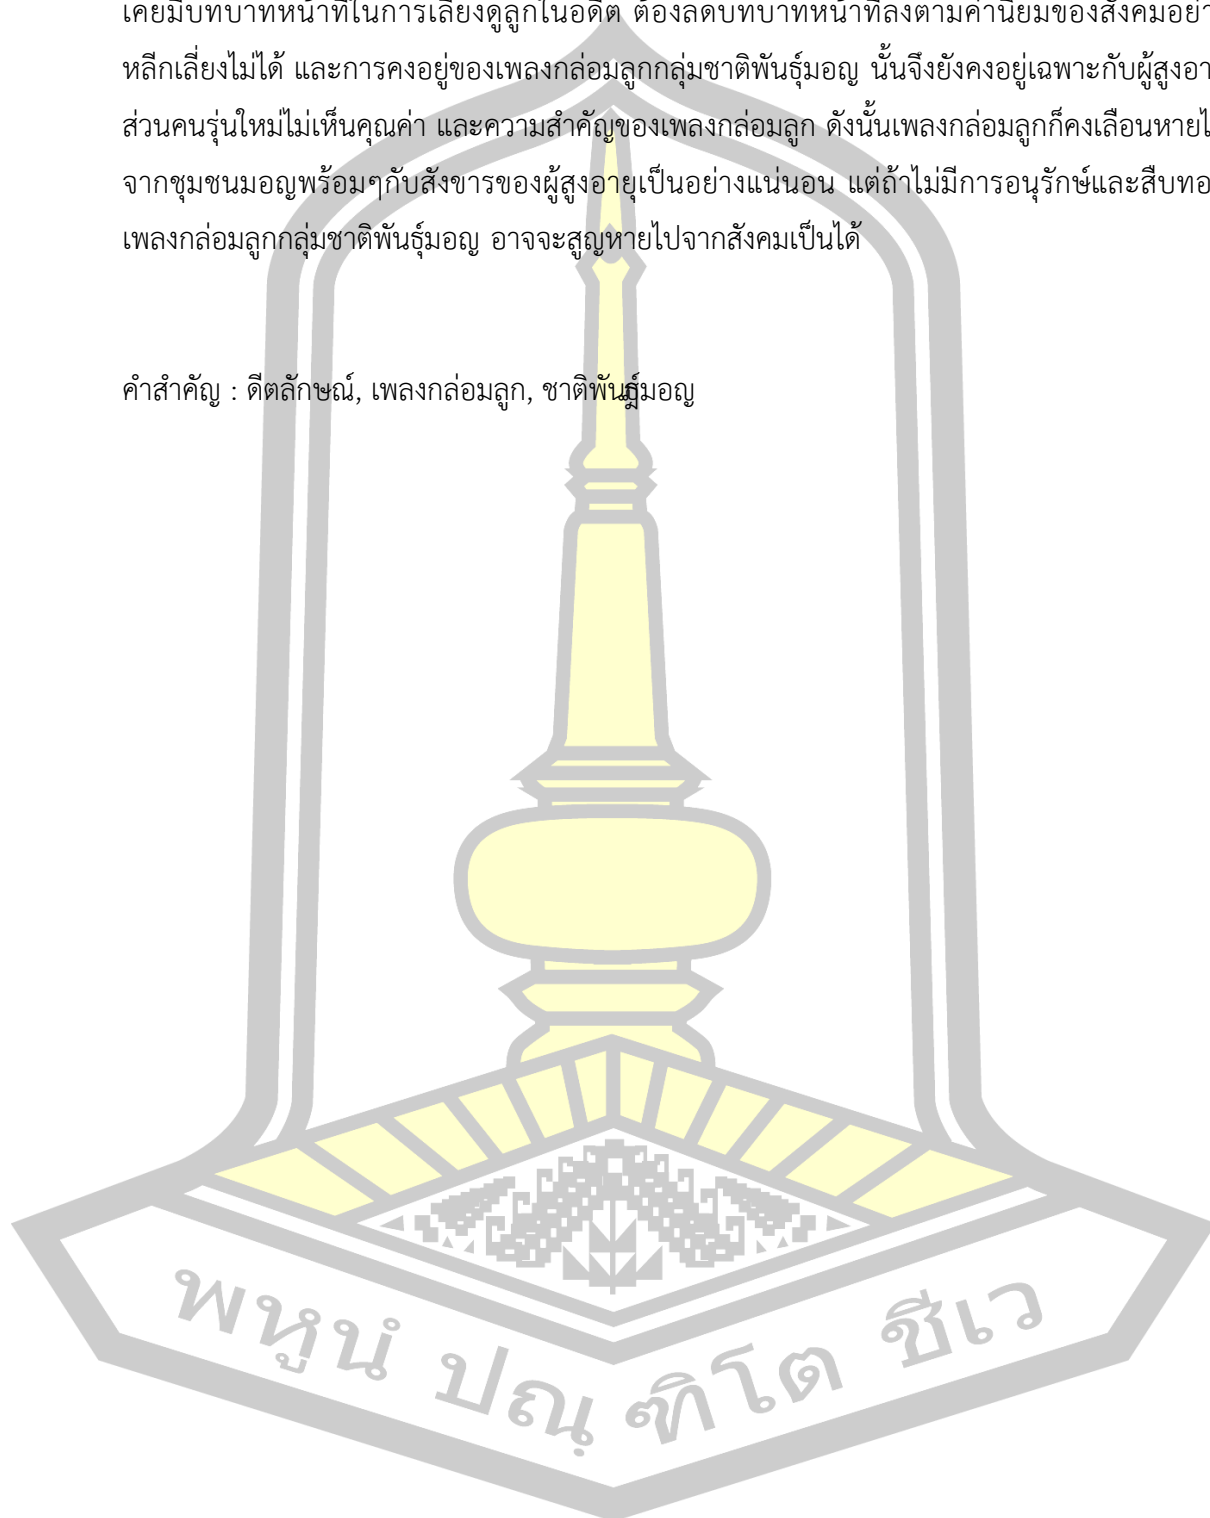 เคยมีบทบาทหน้าที่ในการเลี้ยงดูลูกในอดีต ต้องลดบทบาทหน้าที่ลงตามค่านิยมของสังคมอย่า
หลีกเลี่ยงไม่ได้ และการคงอยู่ของเพลงกล่อมลูกกลุ่มชาติพันธุ์มอญ นั้นจึงยังคงอยู่เฉพาะกับผู้สูงอา
ส่วนคนรุ่นใหม่ไม่เห็นคุณค่า และความสำคัญของเพลงกล่อมลูก ดังนั้นเพลงกล่อมลูกก็คงเลือนหายไ
จากชุมชนมอญพร้อมๆกับสังขารของผู้สูงอายุเป็นอย่างแน่นอน แต่ถ้าไม่มีการอนุรักษ์และสืบทอ
เพลงกล่อมลูกกลุ่มชาติพันธุ์มอญ อาจจะสูญหายไปจากสังคมเป็นได้
คำสำคัญ : ดีตลักษณ์, เพลงกล่อมลูก, ชาติพันธุ์มอญ
พหูนํ ปณฺ ฑิโต ชีเว